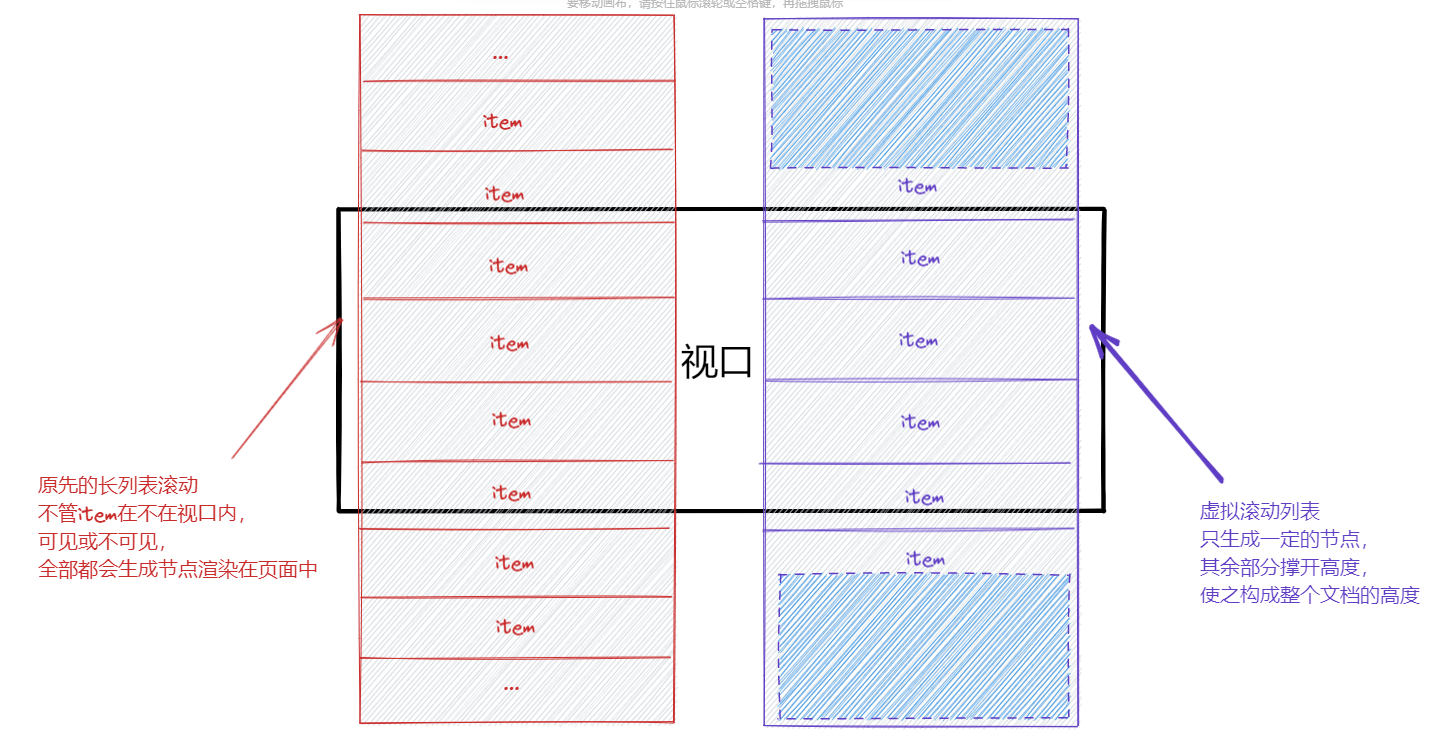 要移动画布，请按住鼠标滚轮或空格键，再拖拽鼠标
...
item
item
item
item
item
item
item
item
...
视口
item
item
item
item
item
item
原先的长列表滚动
不管item在不在视口内，
可见或不可见，
全部都会生成节点渲染在页面中
虚拟滚动列表
只生成一定的节点，
其余部分撑开高度，
使之构成整个文档的高度